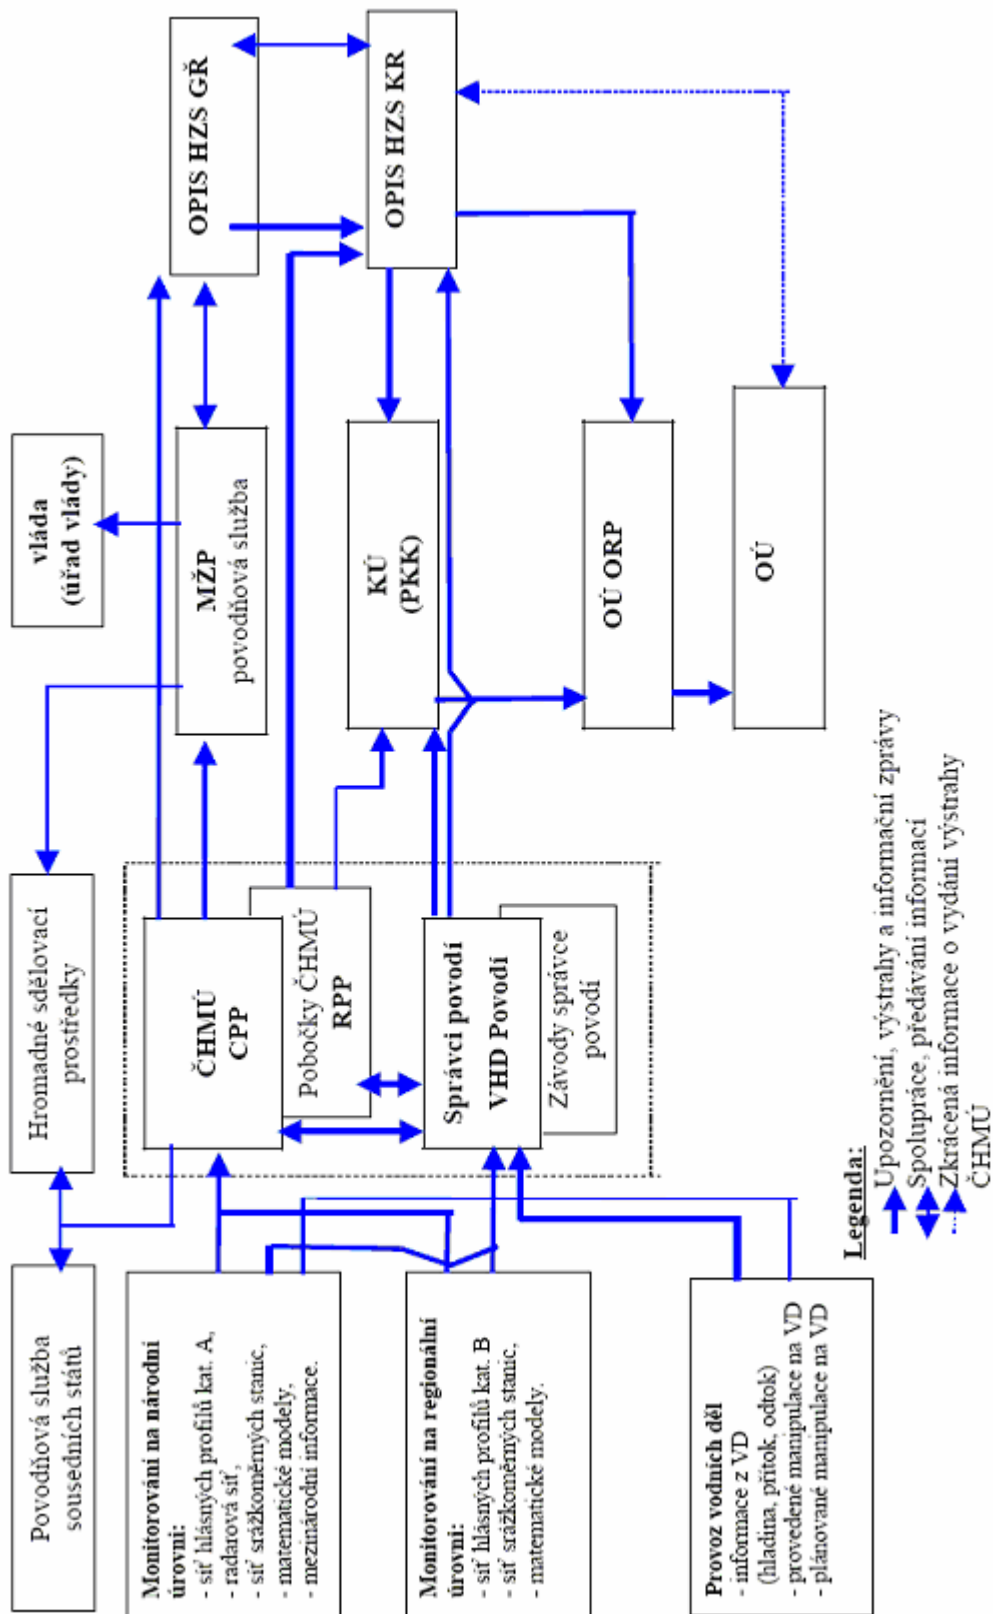 Povodňová služba
sousedních států
Hromadné sdělovací
prostředky
vláda
(úřad vlády)
Monitorování na národní
úrovni:
- síť hlásných profilů kat. A,
- radarová síť,
- síť srážkoměrných stanic,
- matematické modely,
- mezinárodní informace.
ČHMÚ
CPP
Pobočky ČHMÚ
RPP
MŽP
povodňová služba
OPIS HZS GŘ
Monitorování na regionální
úrovni:
- síť hlásných profilů kat. B
- síť srážkoměrných stanic,
- matematické modely.
Správci povodí
VHD Povodí
Závody správce
povodí
KÚ
(PKK)
OPIS HZS KR
OÚ ORP
Provoz vodních děl
- informace z VD
(hladina, přítok, odtok)
- provedené manipulace na VD
- plánované manipulace na VD
OÚ
Legenda:
Upozornění, výstrahy a informační zprávy
Spolupráce, předávání informací
Zkrácená informace o vydání výstrahy
ČHMÚ